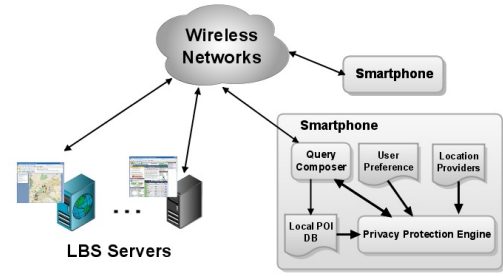 Wireless
Networks
Smartphone
Smartphone
Query
Composer
User
Preference
Location
Providers
Local POI
DB
Privacy Protection Engine
...
LBS Servers